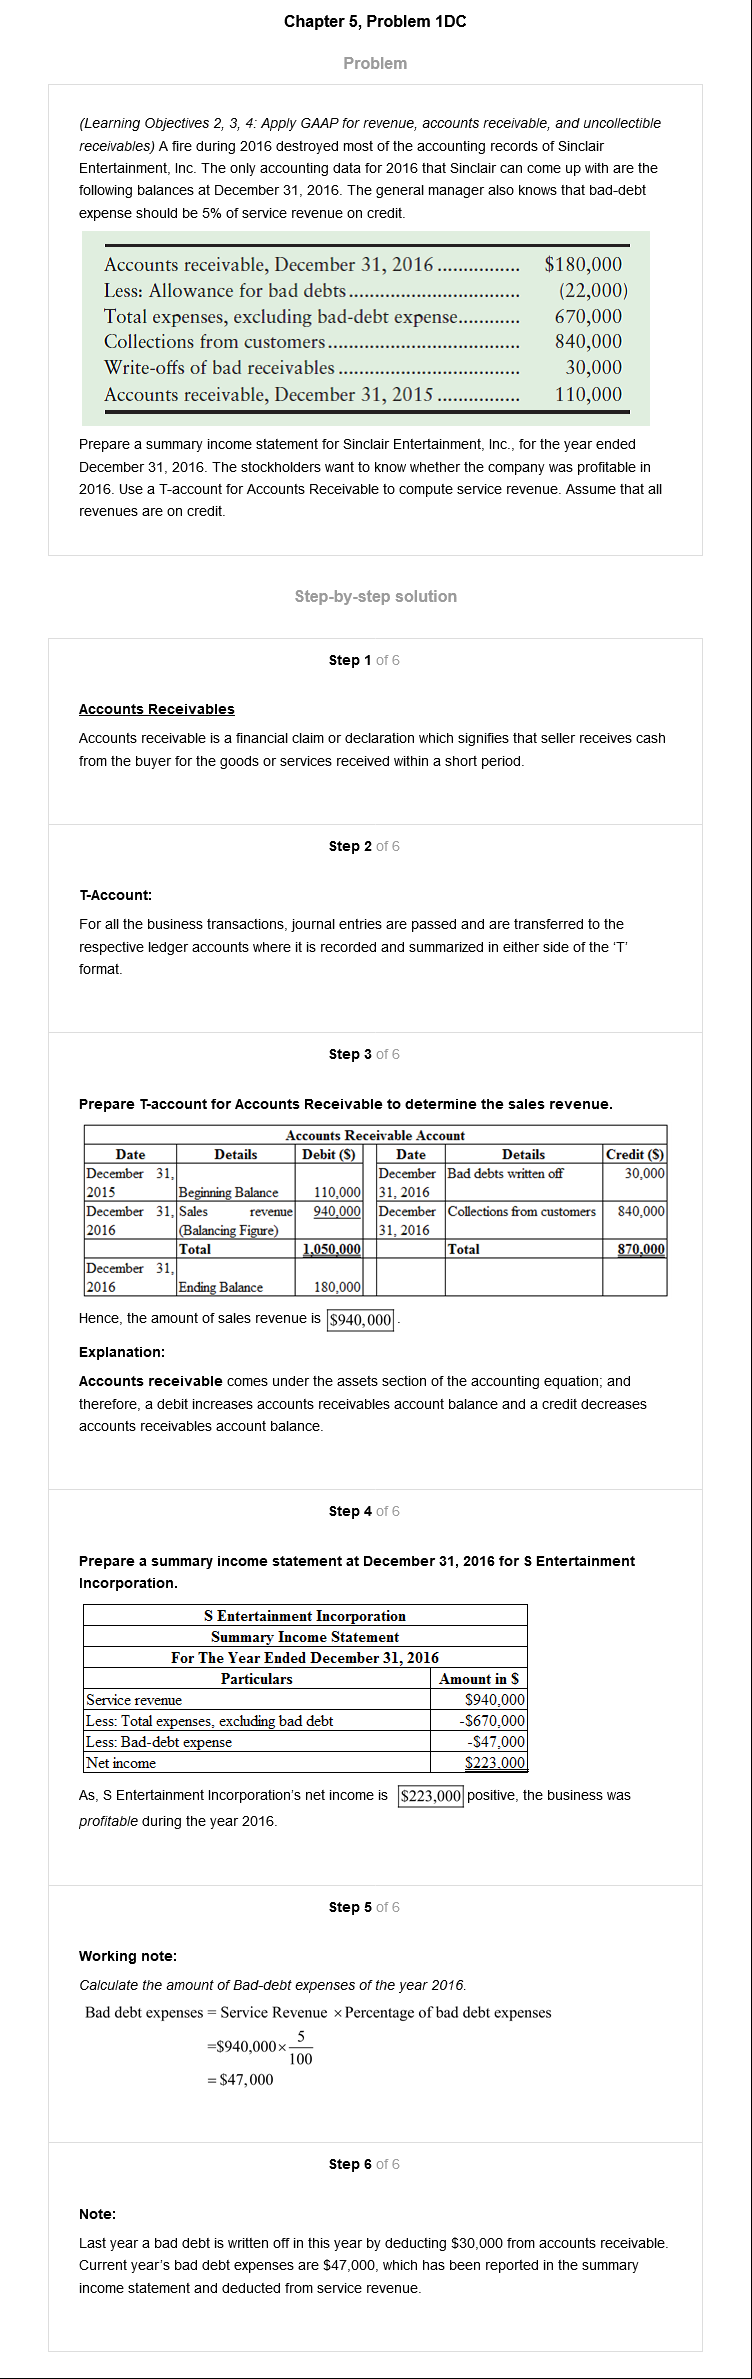 Chapter 5, Problem 1DC
Problem
(Learning Objectives 2, 3, 4: Apply GAAP for revenue, accounts receivable, and uncollectible
receivables) A fire during 2016 destroyed most of the accounting records of Sinclair
Entertainment, Inc. The only accounting data for 2016 that Sinclair can come up with are the
following balances at December 31, 2016. The general manager also knows that bad-debt
expense should be 5% of service revenue on credit.
Accounts receivable, December 31, 2016 ................ $180,000
Less: Allowance for bad debts ................................. (22,000)
Total expenses, excluding bad-debt expense............ 670,000
Collections from customers..................................... 840,000
Write-offs of bad receivables ................................... 30,000
Accounts receivable, December 31, 2015 ................ 110,000
Prepare a summary income statement for Sinclair Entertainment, Inc., for the year ended
December 31, 2016. The stockholders want to know whether the company was profitable in
2016. Use a T-account for Accounts Receivable to compute service revenue. Assume that all
revenues are on credit.
Step-by-step solution
Step 1 of 6
Accounts Receivables
Accounts receivable is a financial claim or declaration which signifies that seller receives cash
from the buyer for the goods or services received within a short period.
Step 2 of 6
T-Account:
For all the business transactions, journal entries are passed and are transferred to the
respective ledger accounts where it is recorded and summarized in either side of the ‘T’
format.
Step 3 of 6
Prepare T-account for Accounts Receivable to determine the sales revenue.
Accounts Receivable Account
Date Details Debit ($) Date Details Credit ($)
December 31, December Bad debts written off 30,000
2015 Beginning Balance 110,000 31, 2016
December 31, Sales revenue 940,000 December Collections from customers 840,000
2016 (Balancing Figure) 31, 2016
Total 1,050,000 Total 870,000
December 31,
2016 Ending Balance 180,000
Hence, the amount of sales revenue is $940,000.
Explanation:
Accounts receivable comes under the assets section of the accounting equation; and
therefore, a debit increases accounts receivables account balance and a credit decreases
accounts receivables account balance.
Step 4 of 6
Prepare a summary income statement at December 31, 2016 for S Entertainment
Incorporation.
S Entertainment Incorporation
Summary Income Statement
For The Year Ended December 31, 2016
Particulars Amount in $
Service revenue $940,000
Less: Total expenses, excluding bad debt -$670,000
Less: Bad-debt expense -$47,000
Net income $223,000
As, S Entertainment Incorporation’s net income is $223,000 positive, the business was
profitable during the year 2016.
Step 5 of 6
Working note:
Calculate the amount of Bad-debt expenses of the year 2016.
Bad debt expenses = Service Revenue ×Percentage of bad debt expenses
=$940,000× 5/100
= $47,000
Step 6 of 6
Note:
Last year a bad debt is written off in this year by deducting $30,000 from accounts receivable.
Current year’s bad debt expenses are $47,000, which has been reported in the summary
income statement and deducted from service revenue.